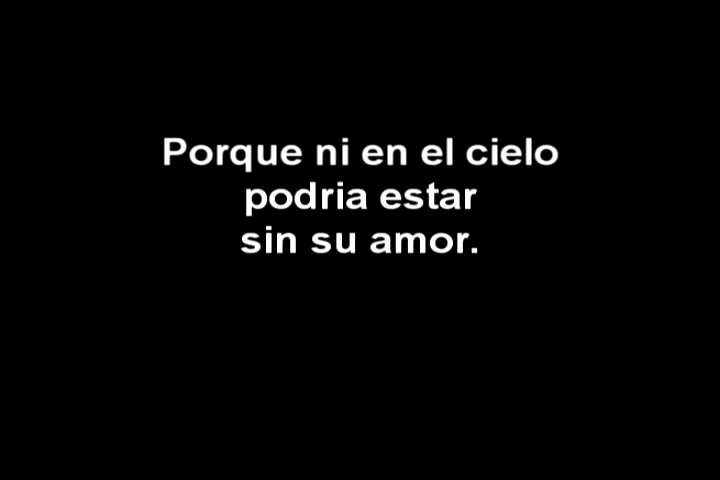 Porque ni en el cielo
podria estar
sin su amor.